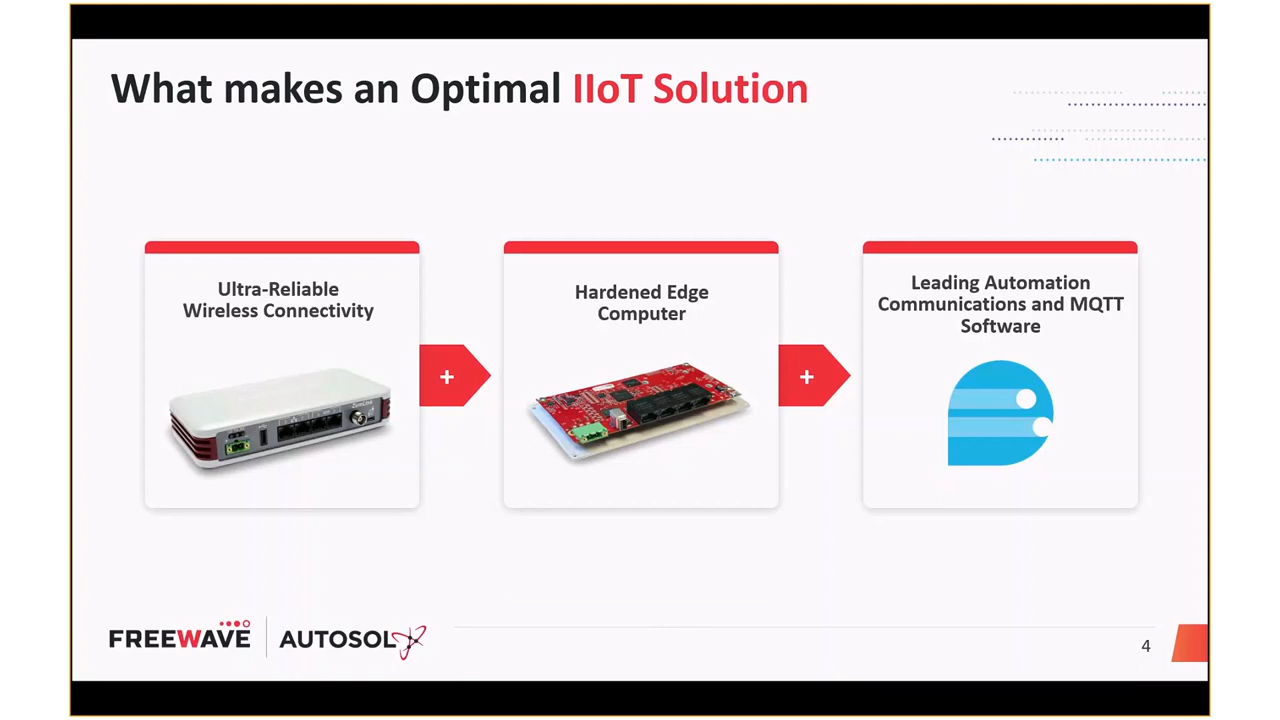 What makes an Optimal IIoT Solution
Ultra-Reliable
Wireless Connectivity
+
Hardened Edge
Computer
+
Leading Automation
Communications and MQTT
Software
ZumLink
FREEWAVE
AUTOSOL
4